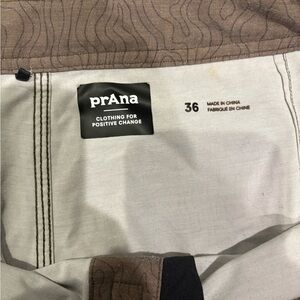 prAna
CLOTHING FOR
POSITIVE CHANGE
36
MADE IN CHINA
FABRIQUÉ EN CHINE